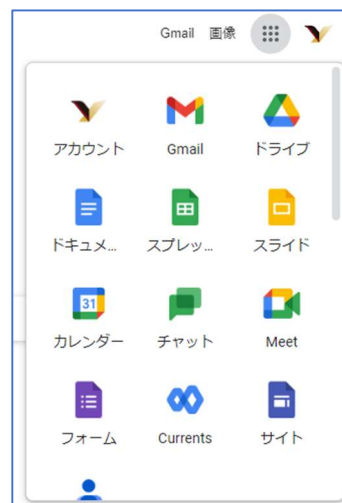 Gmail 画像
アカウント Gmail ドライブ
ドキュメ... スプレッ... スライド
31
カレンダー チャット Meet
フォーム Currents サイト